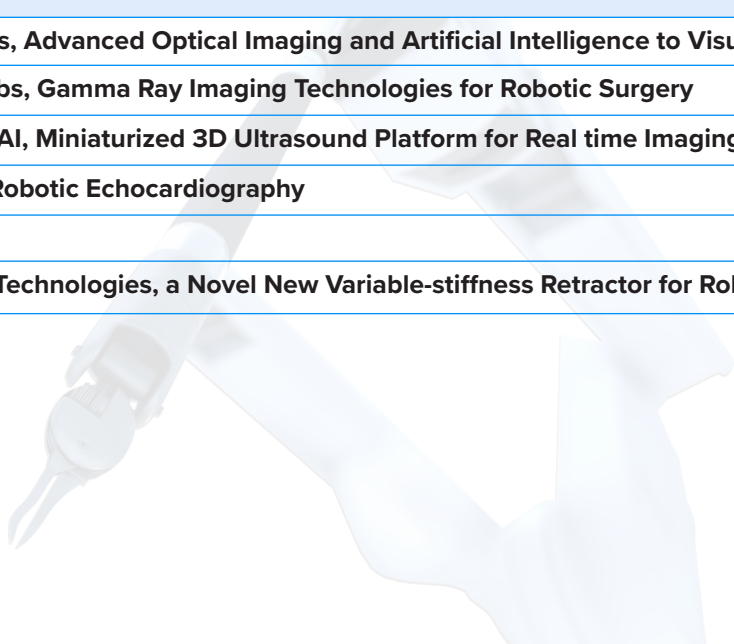 s, Advanced Optical Imaging and Artificial Intelligence to Visu
bs, Gamma Ray Imaging Technologies for Robotic Surgery
AI, Miniaturized 3D Ultrasound Platform for Real time Imaging
Robotic Echocardiography
Technologies, a Novel New Variable-stiffness Retractor for Rob